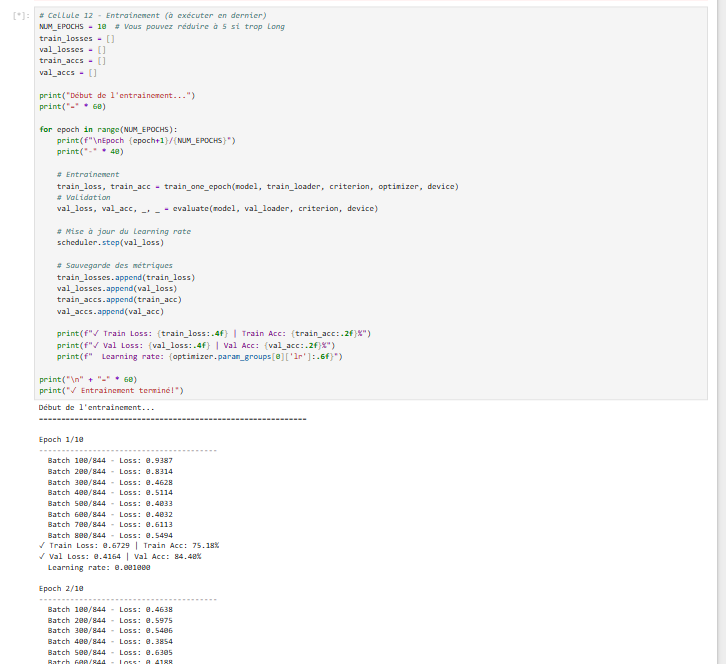 [*]:
# Cellule 12 - Entrainement (à exécuter en dernier)
NUM_EPOCHS = 10  # Vous pouvez réduire à 5 si trop long
train_losses = []
val_losses = []
train_accs = []
val_accs = []

print("Début de l'entrainement...")
print("=" * 60)

for epoch in range(NUM_EPOCHS):
    print(f"\nEpoch {epoch+1}/{NUM_EPOCHS}")
    print("-" * 40)

    # Entrainement
    train_loss, train_acc = train_one_epoch(model, train_loader, criterion, optimizer, device)
    # Validation
    val_loss, val_acc, _, _ = evaluate(model, val_loader, criterion, device)

    # Mise à jour du learning rate
    scheduler.step(val_loss)

    # Sauvegarde des métriques
    train_losses.append(train_loss)
    val_losses.append(val_loss)
    train_accs.append(train_acc)
    val_accs.append(val_acc)

    print(f"✓ Train Loss: {train_loss:.4f} | Train Acc: {train_acc:.2f}%")
    print(f"✓ Val Loss: {val_loss:.4f} | Val Acc: {val_acc:.2f}%")
    print(f"  Learning rate: {optimizer.param_groups[0]['lr']:.6f}")

print("\n" + "=" * 60)
print("✓ Entrainement terminé!")
Début de l'entrainement...
============================================================

Epoch 1/10
----------------------------------------
  Batch 100/844 - Loss: 0.9387
  Batch 200/844 - Loss: 0.8314
  Batch 300/844 - Loss: 0.4628
  Batch 400/844 - Loss: 0.5114
  Batch 500/844 - Loss: 0.4033
  Batch 600/844 - Loss: 0.4032
  Batch 700/844 - Loss: 0.6113
  Batch 800/844 - Loss: 0.5494
✓ Train Loss: 0.6729 | Train Acc: 75.18%
✓ Val Loss: 0.4164 | Val Acc: 84.40%
  Learning rate: 0.001000

Epoch 2/10
----------------------------------------
  Batch 100/844 - Loss: 0.4638
  Batch 200/844 - Loss: 0.5975
  Batch 300/844 - Loss: 0.5406
  Batch 400/844 - Loss: 0.3854
  Batch 500/844 - Loss: 0.6305
  Batch 600/844 - Loss: 0.4188